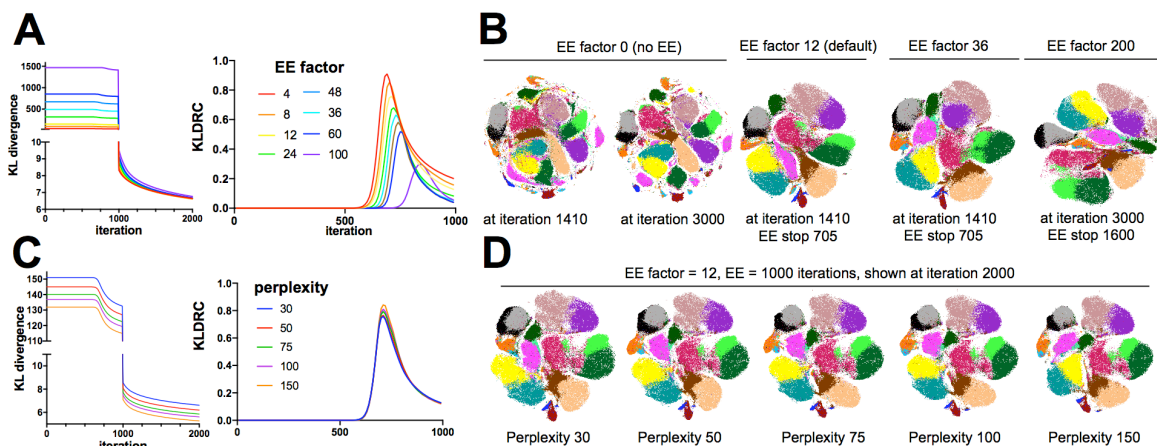 A
KL divergence
1500
1000
500
10
9
8
7
6
0
1000
2000
iteration
KLDRC
1.0
0.8
0.6
0.4
0.2
0.0
0
500
1000
iteration
EE factor
4
8
12
24
48
36
60
100
B
EE factor 0 (no EE)
EE factor 12 (default)
EE factor 36
EE factor 200
at iteration 1410
at iteration 3000
at iteration 1410
EE stop 705
at iteration 1410
EE stop 705
at iteration 3000
EE stop 1600
C
KL divergence
150
140
130
120
110
10
8
6
0
1000
2000
iteration
KLDRC
1.0
0.8
0.6
0.4
0.2
0.0
0
500
1000
perplexity
30
50
75
100
150
D
EE factor = 12, EE = 1000 iterations, shown at iteration 2000
Perplexity 30
Perplexity 50
Perplexity 75
Perplexity 100
Perplexity 150